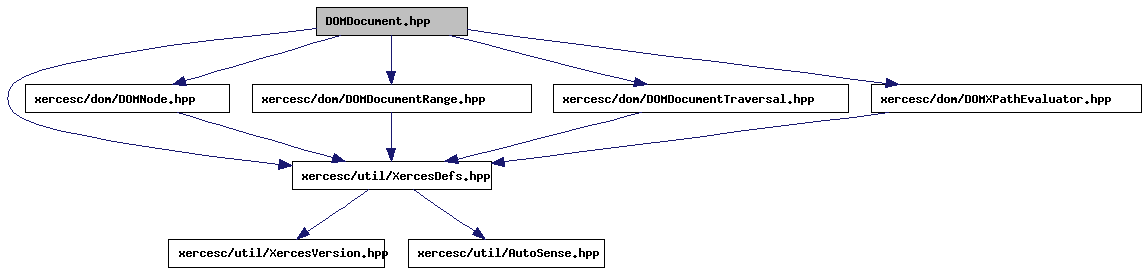 DOMDocument.hpp
xercesc/dom/DOMNode.hpp
xercesc/dom/DOMDocumentRange.hpp
xercesc/dom/DOMDocumentTraversal.hpp
xercesc/dom/DOMXPathEvaluator.hpp
xercesc/util/XercesDefs.hpp
xercesc/util/XercesVersion.hpp
xercesc/util/AutoSense.hpp